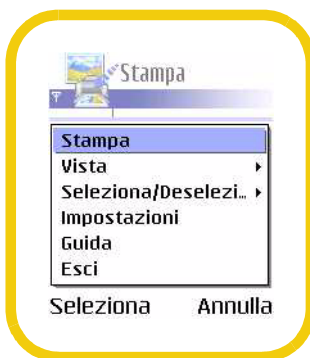 Stampa
Stampa
Vista
Seleziona/Deselezi…
Impostazioni
Guida
Esci
Seleziona Annulla